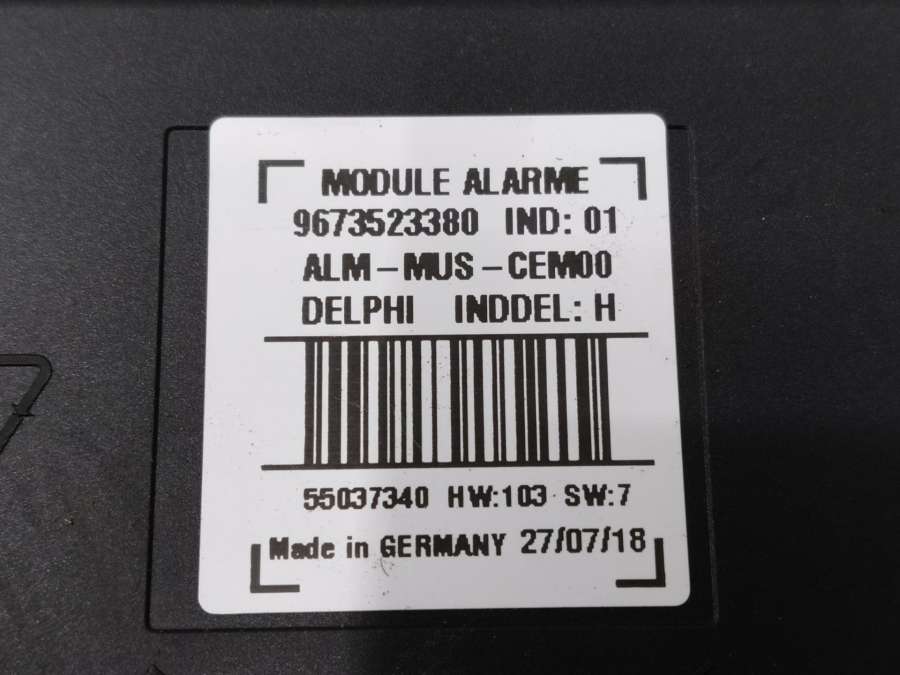 MODULE ALARME
9673523380 IND: 01
ALM-MUS-CEM00
DELPHI INDDEL: H
55037340 HW:103 SW:7
Made in GERMANY 27/07/18